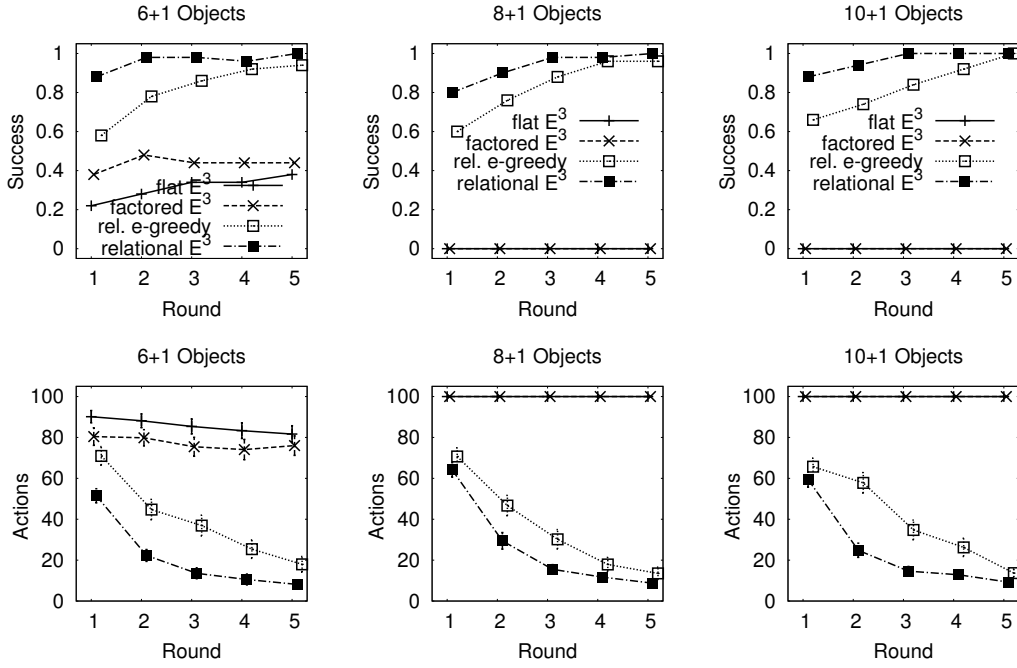 6+1 Objects
1
0.8
0.6
0.4
0.2
0
Success
flat E³
factored E³
rel. e-greedy
relational E³
1 2 3 4 5
Round
8+1 Objects
1
0.8
0.6
0.4
0.2
0
Success
flat E³
factored E³
rel. e-greedy
relational E³
1 2 3 4 5
Round
10+1 Objects
1
0.8
0.6
0.4
0.2
0
Success
flat E³
factored E³
rel. e-greedy
relational E³
1 2 3 4 5
Round
6+1 Objects
100
80
60
40
20
0
Actions
1 2 3 4 5
Round
8+1 Objects
100
80
60
40
20
0
Actions
1 2 3 4 5
Round
10+1 Objects
100
80
60
40
20
0
Actions
1 2 3 4 5
Round